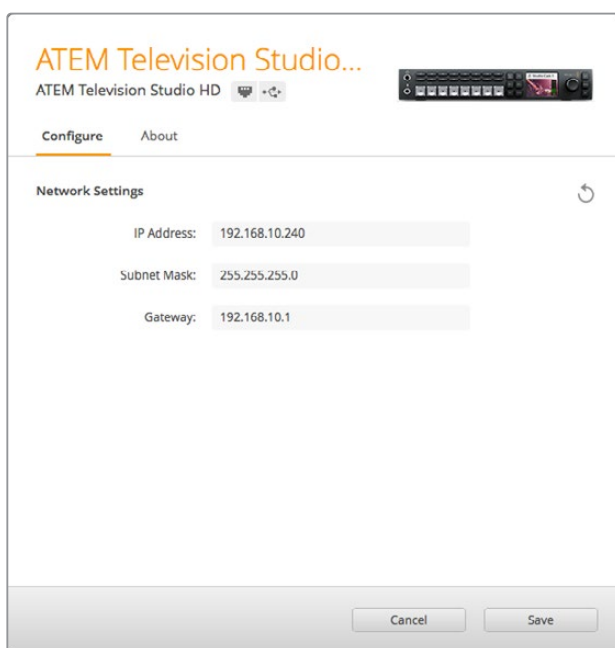 ATEM Television Studio...
ATEM Television Studio HD
Configure About
Network Settings
IP Address: 192.168.10.240
Subnet Mask: 255.255.255.0
Gateway: 192.168.10.1
Cancel Save